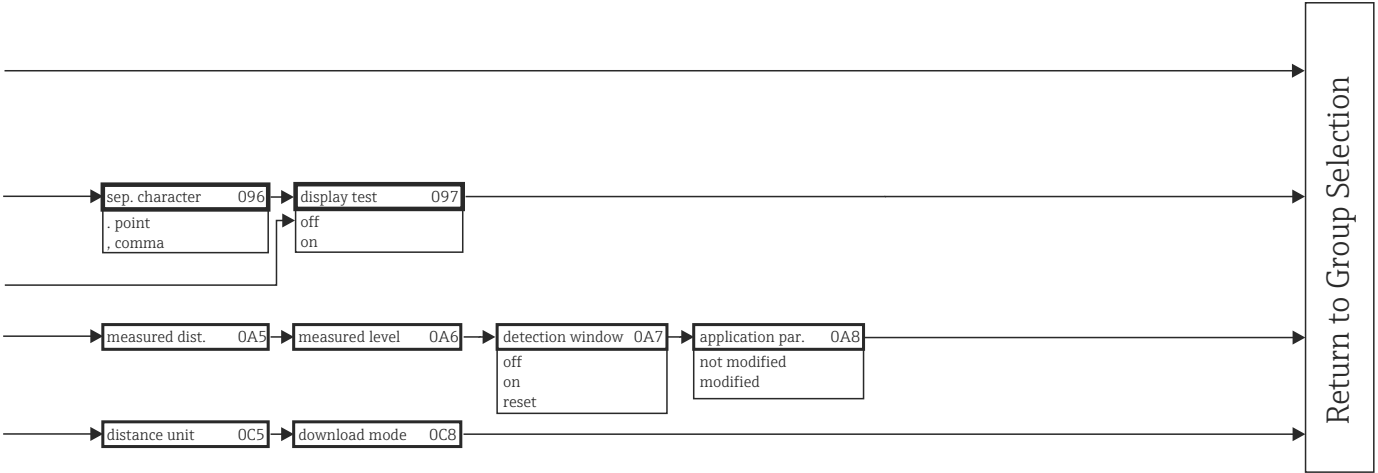 sep. character 096
. point
, comma
display test 097
off
on
measured dist. 0A5
measured level 0A6
detection window 0A7
off
on
reset
application par. 0A8
not modified
modified
distance unit 0C5
download mode 0C8
Return to Group Selection